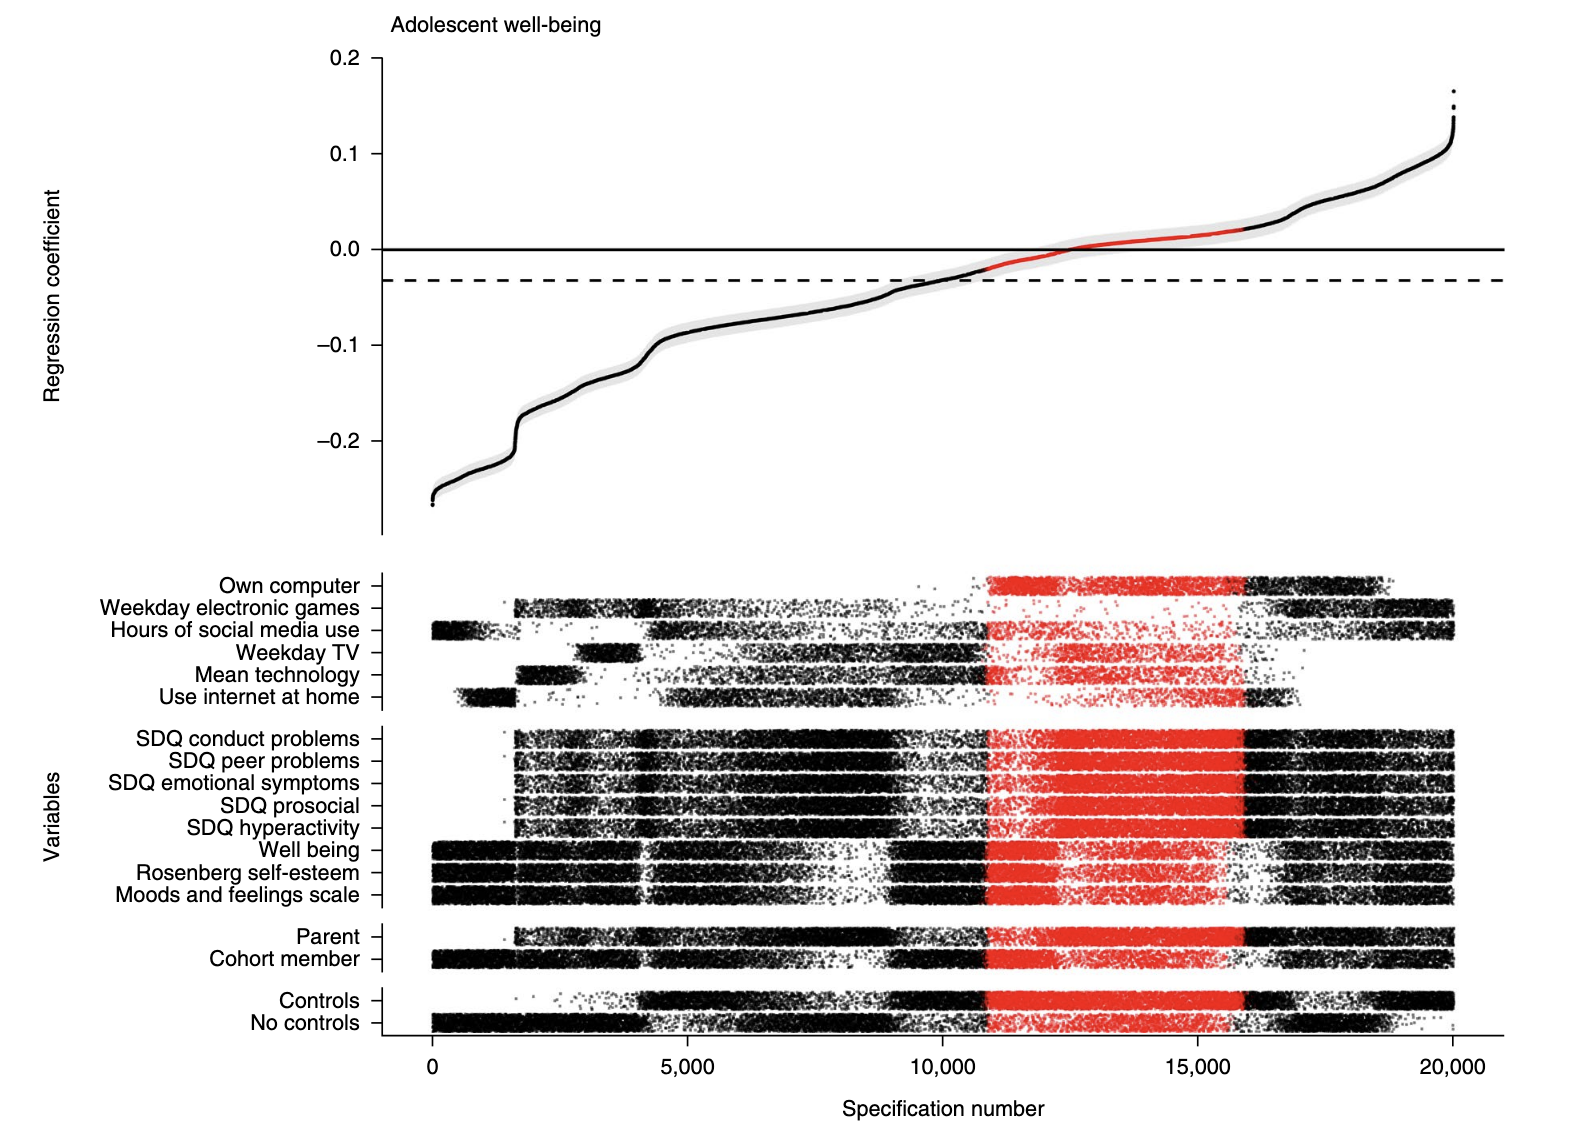 Adolescent well-being
0.2
0.1
0.0
–0.1
–0.2
Regression coefficient
Own computer
Weekday electronic games
Hours of social media use
Weekday TV
Mean technology
Use internet at home
SDQ conduct problems
SDQ peer problems
SDQ emotional symptoms
SDQ prosocial
SDQ hyperactivity
Well being
Rosenberg self-esteem
Moods and feelings scale
Parent
Cohort member
Controls
No controls
Variables
0 5,000 10,000 15,000 20,000
Specification number